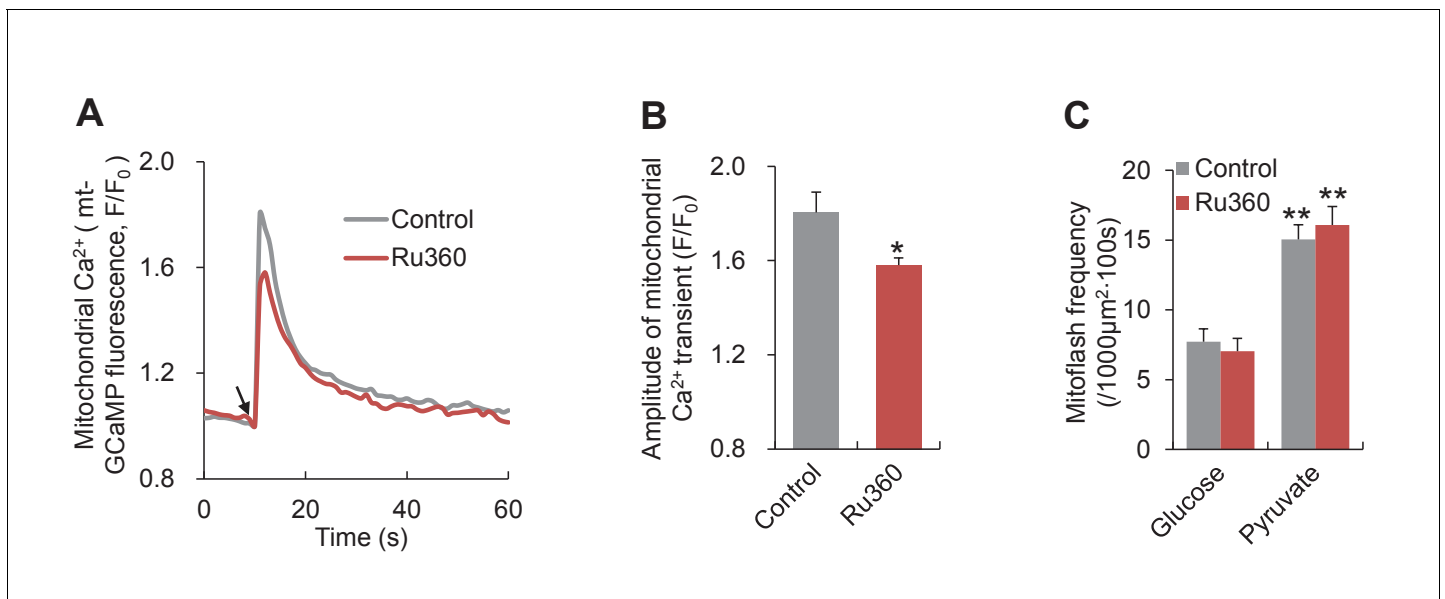 A
Mitochondrial Ca²⁺ ( mt-
GCaMP fluorescence, F/F₀)
2.0
1.6
1.2
0.8
0
20
40
60
Time (s)
Control
Ru360
B
Amplitude of mitochondrial
Ca²⁺ transient (F/F₀)
2.0
1.6
1.2
0.8
*
Control
Ru360
C
Mitoflash frequency
(/1000μm²·100s)
20
15
10
5
0
Control
Ru360
**
**
Glucose
Pyruvate